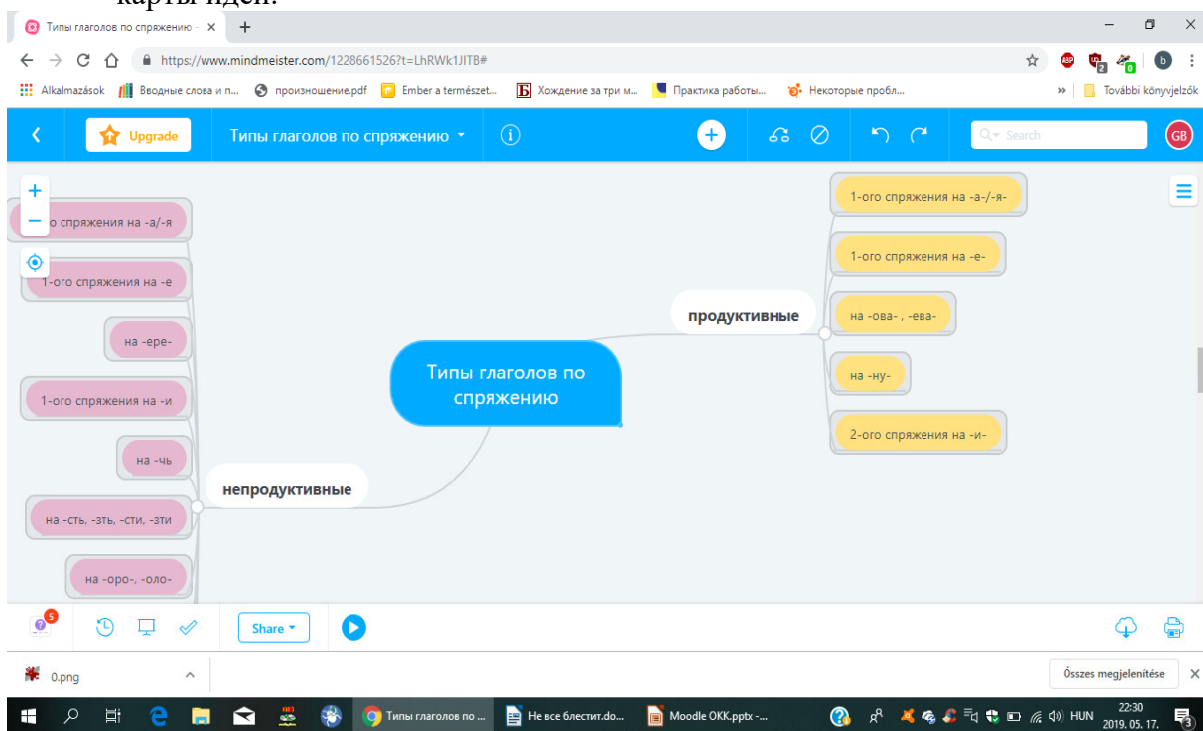 карты идей.
Типы глаголов по спряжению -
https://www.mindmeister.com/1228661526?t=LhRWk1JITB#
Alkalmazások
Вводные слова и п...
произношение.pdf
Ember a természet...
Хождение за три м...
Практика работы...
Некоторые пробл...
További könyvjelzők
Upgrade
Типы глаголов по спряжению
Search
GB
о спряжения на -а/-я
1-ого спряжения на -е
на -ере-
1-ого спряжения на -и
на -чь
на -сть, -зть, -сти, -зти
на -оро-, -оло-
непродуктивные
Типы глаголов по
спряжению
продуктивные
1-ого спряжения на -а-/-я-
1-ого спряжения на -е-
на -ова- , -ева-
на -ну-
2-ого спряжения на -и-
5
Share
0.png
Összes megjelenítése
Типы глаголов по ...
Не все блестит.do...
Moodle OKK.pptx -...
HUN
22:30
2019. 05. 17.
3